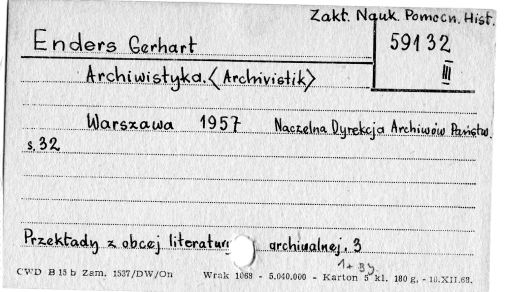 Zakł. Nauk. Pomocn. Hist.
Enders Gerhart
59132
III
Archiwistyka. <Archivistik>
Warszawa 1957 Naczelna Dyrekcja Archiwów Państw.
s. 32
Przekłady z obcej literatury archiwalnej. 3
1+By
CWD B 15 b Zam. 1537/DW/On Wrak 1068 - 5.040.000 - Karton 5 kl. 180 g. - 10.XII.68.